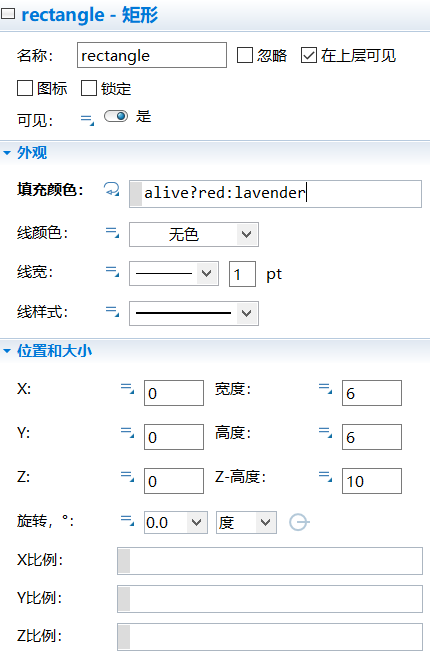 rectangle - 矩形
名称: rectangle 忽略 在上层可见
图标 锁定
可见: 是
外观
填充颜色: alive?red:lavender
线颜色: 无色
线宽: 1 pt
线样式:
位置和大小
X: 0 宽度: 6
Y: 0 高度: 6
Z: 0 Z-高度: 10
旋转, °: 0.0 度
X比例:
Y比例:
Z比例: